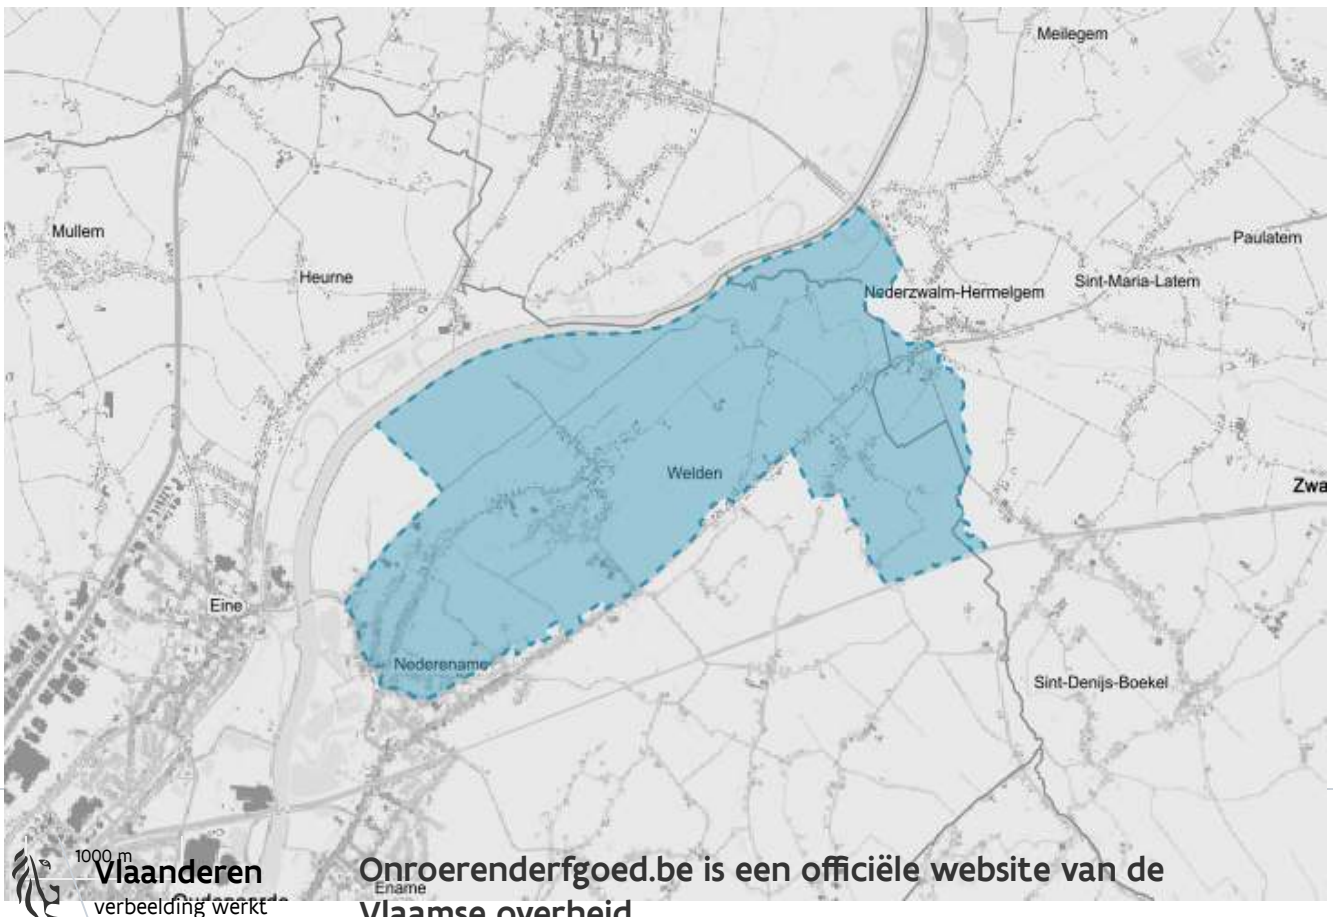 Meilegem
Mullem
Paulatem
Heurne
Sint-Maria-Latem
Nederzwalm-Hermelgem
Welden
Zwa
Eine
Nederename
Sint-Denijs-Boekel
1000 m
Vlaanderen
verbeelding werkt
Oudenaarde
Ename
Onroerenderfgoed.be is een officiële website van de
Vlaamse overheid